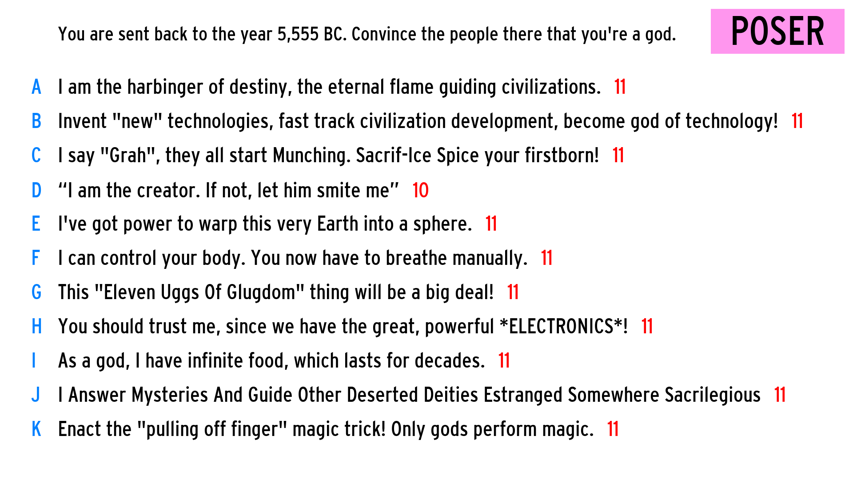 You are sent back to the year 5,555 BC. Convince the people there that you're a god.
POSER
A I am the harbinger of destiny, the eternal flame guiding civilizations. 11
B Invent "new" technologies, fast track civilization development, become god of technology! 11
C I say "Grah", they all start Munching. Sacrif-Ice Spice your firstborn! 11
D “I am the creator. If not, let him smite me” 10
E I've got power to warp this very Earth into a sphere. 11
F I can control your body. You now have to breathe manually. 11
G This "Eleven Uggs Of Glugdom" thing will be a big deal! 11
H You should trust me, since we have the great, powerful *ELECTRONICS*! 11
I As a god, I have infinite food, which lasts for decades. 11
J I Answer Mysteries And Guide Other Deserted Deities Estranged Somewhere Sacrilegious 11
K Enact the "pulling off finger" magic trick! Only gods perform magic. 11